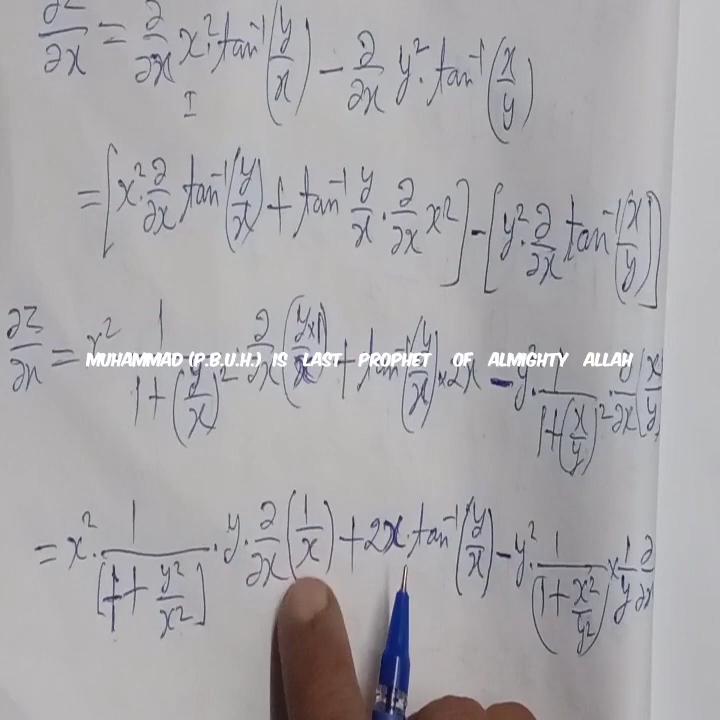 ∂z/∂x = ∂/∂x x².tan⁻¹(y/x) - ∂/∂x y².tan⁻¹(x/y)
I
= [x².∂/∂x tan⁻¹(y/x) + tan⁻¹ y/x . ∂/∂x x²] - [y².∂/∂x tan⁻¹(x/y)]
∂z/∂x = x² 1/(1+(y/x)²) . ∂/∂x (y×1/x) + tan⁻¹(y/x) × 2x - y². 1/(1+(x/y)²) . ∂/∂x (x/y)
MUHAMMAD (P.B.U.H.) IS LAST PROPHET OF ALMIGHTY ALLAH
= x². 1/[1+ y²/x²] . y. ∂/∂x (1/x) + 2x.tan⁻¹(y/x) - y². 1/(1+ x²/y²) × 1/y ∂/∂x